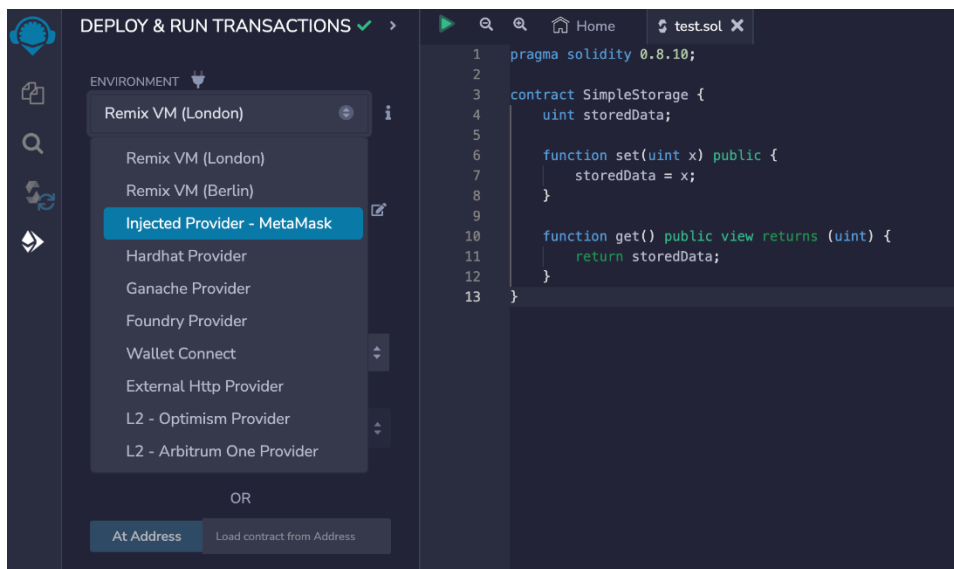 DEPLOY & RUN TRANSACTIONS
ENVIRONMENT
Remix VM (London)
i
Remix VM (London)
Remix VM (Berlin)
Injected Provider - MetaMask
Hardhat Provider
Ganache Provider
Foundry Provider
Wallet Connect
External Http Provider
L2 - Optimism Provider
L2 - Arbitrum One Provider
OR
At Address Load contract from Address
Home test.sol
1 pragma solidity 0.8.10;
2
3 contract SimpleStorage {
4     uint storedData;
5
6     function set(uint x) public {
7         storedData = x;
8     }
9
10     function get() public view returns (uint) {
11         return storedData;
12     }
13 }